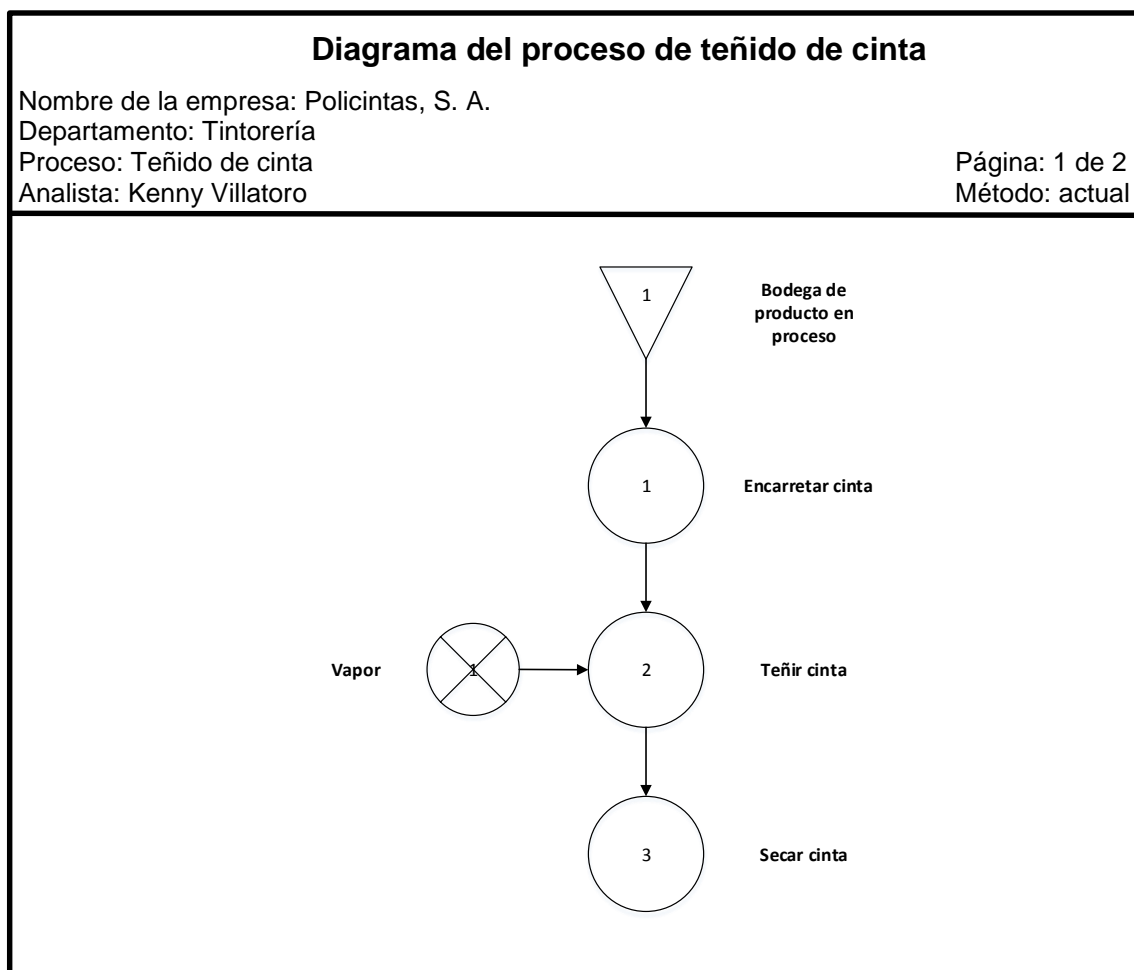 Diagrama del proceso de teñido de cinta
Nombre de la empresa: Policintas, S. A.
Departamento: Tintorería
Proceso: Teñido de cinta
Página: 1 de 2
Analista: Kenny Villatoro
Método: actual
1
Bodega de
producto en
proceso
1
Encarretar cinta
Vapor
1
2
Teñir cinta
3
Secar cinta